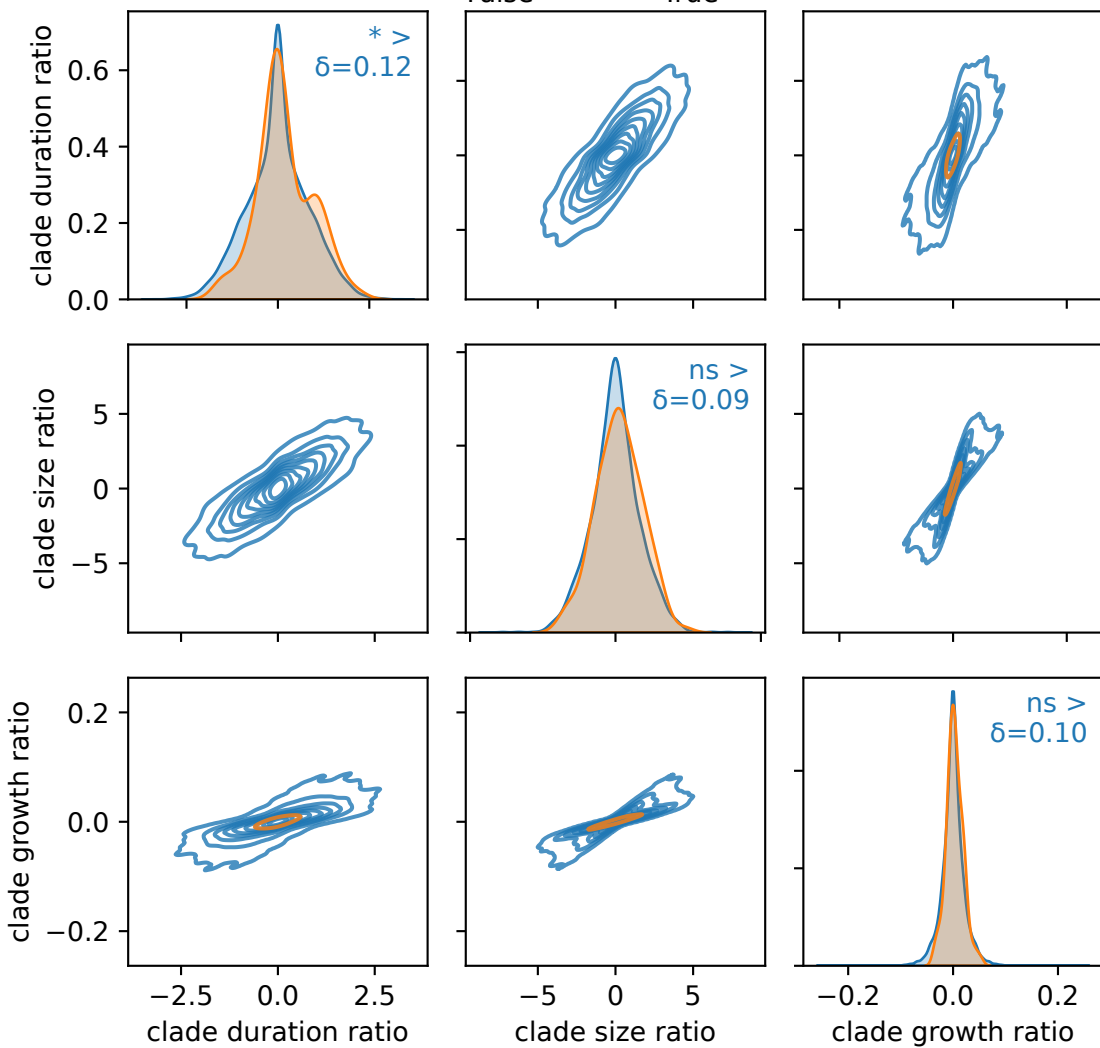 True
clade duration ratio
0.6
0.4
0.2
0.0
* >
δ=0.12
clade size ratio
5
0
−5
ns >
δ=0.09
clade growth ratio
0.2
0.0
−0.2
ns >
δ=0.10
−2.5 0.0 2.5
−5 0 5
−0.2 0.0 0.2
clade duration ratio
clade size ratio
clade growth ratio